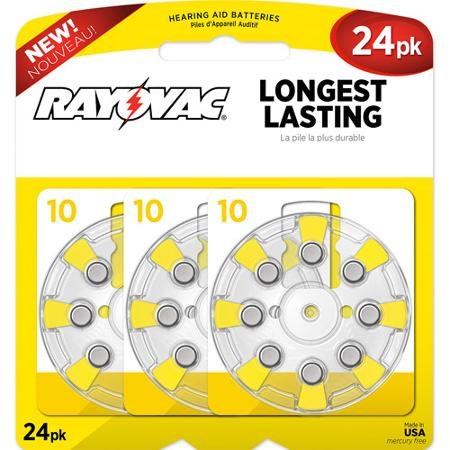 HEARING AID BATTERIES
Piles d'Appareil Auditif
NEW!
NOUVEAU!
24pk
RAYOVAC®
LONGEST
LASTING
La pile la plus durable
10
10
10
24pk
Made In
USA
mercury free